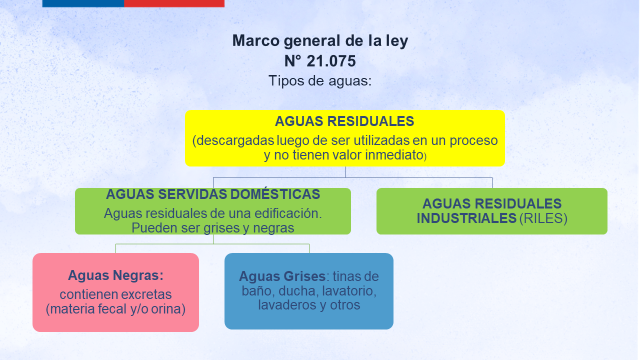 Marco general de la ley
N° 21.075
Tipos de aguas:
AGUAS RESIDUALES
(descargadas luego de ser utilizadas en un proceso
y no tienen valor inmediato)
AGUAS SERVIDAS DOMÉSTICAS
Aguas residuales de una edificación.
Pueden ser grises y negras
AGUAS RESIDUALES
INDUSTRIALES (RILES)
Aguas Negras:
contienen excretas
(materia fecal y/o orina)
Aguas Grises: tinas de
baño, ducha, lavatorio,
lavaderos y otros